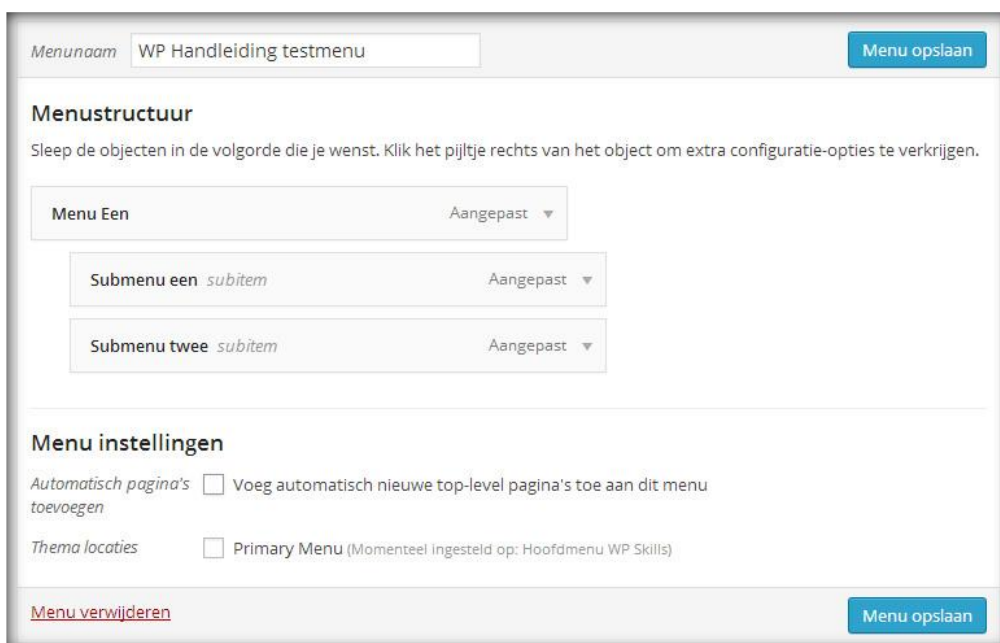 Menunaam WP Handleiding testmenu Menu opslaan
Menustructuur
Sleep de objecten in de volgorde die je wenst. Klik het pijltje rechts van het object om extra configuratie-opties te verkrijgen.
Menu Een Aangepast
Submenu een subitem Aangepast
Submenu twee subitem Aangepast
Menu instellingen
Automatisch pagina's toevoegen Voeg automatisch nieuwe top-level pagina's toe aan dit menu
Thema locaties Primary Menu (Momenteel ingesteld op: Hoofdmenu WP Skills)
Menu verwijderen Menu opslaan